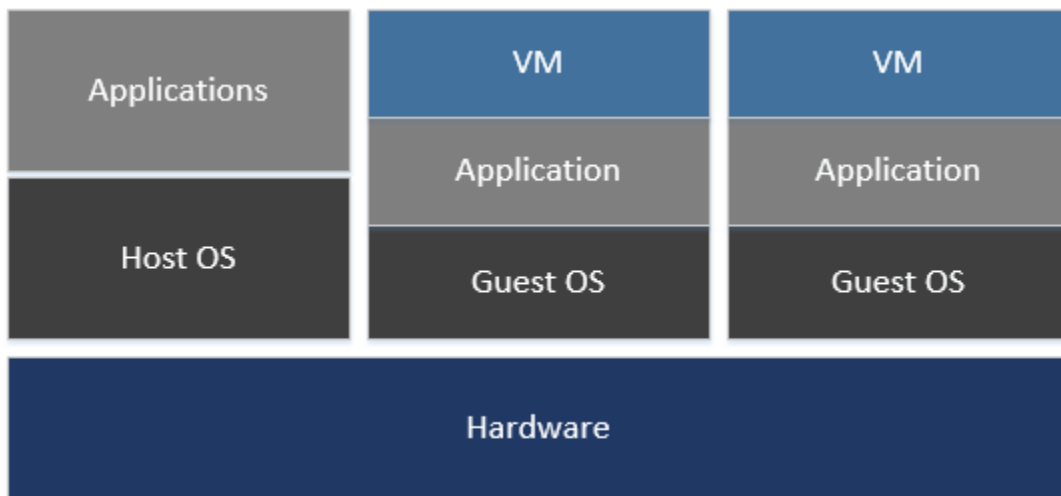 Applications
Host OS
VM
Application
Guest OS
VM
Application
Guest OS
Hardware